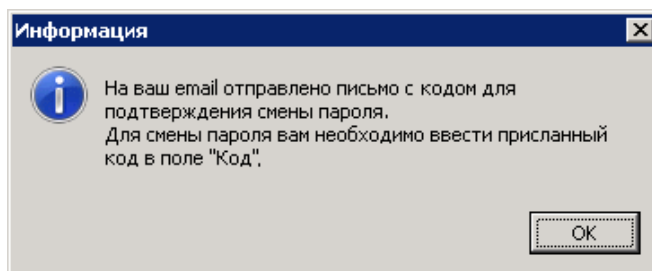 Информация
На ваш email отправлено письмо с кодом для
подтверждения смены пароля.
Для смены пароля вам необходимо ввести присланный
код в поле "Код",
OK